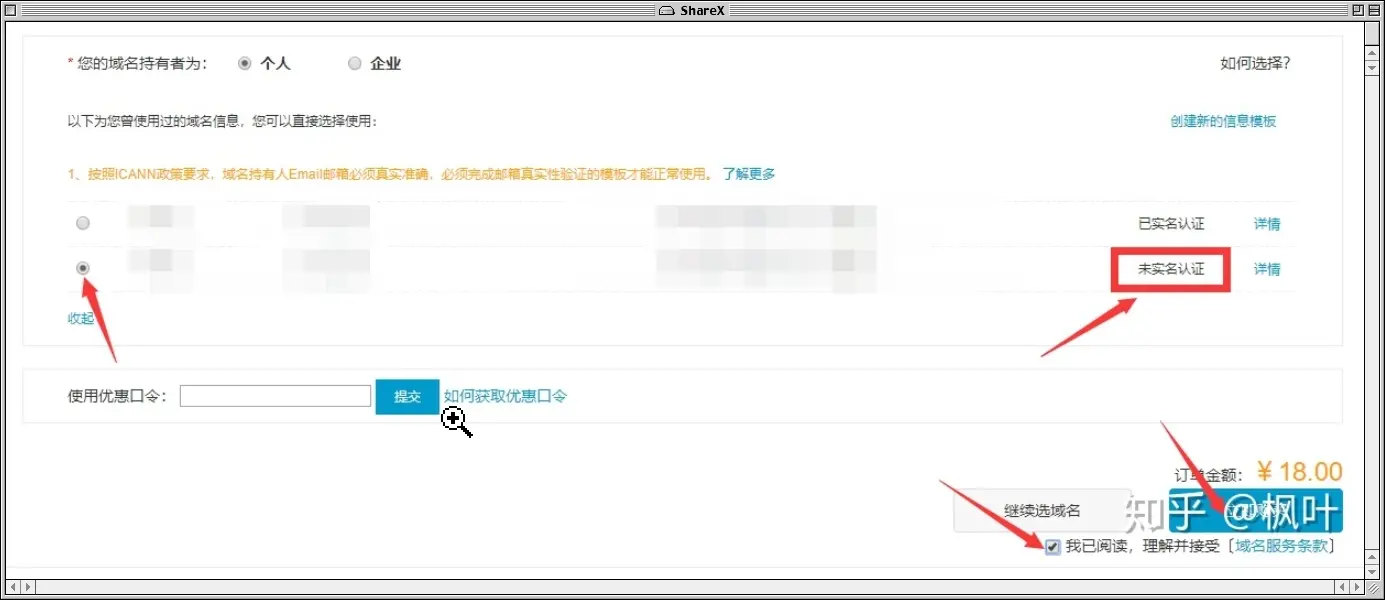 ShareX
* 您的域名持有者为： 个人 企业 如何选择?
以下为您曾使用过的域名信息，您可以直接选择使用： 创建新的信息模板
1、按照ICANN政策要求，域名持有人Email邮箱必须真实准确，必须完成邮箱真实性验证的模板才能正常使用。 了解更多
已实名认证 详情
未实名认证 详情
收起
使用优惠口令： 提交 如何获取优惠口令
订单金额： ¥ 18.00
继续选域名
知乎 @枫叶
我已阅读，理解并接受［域名服务条款］